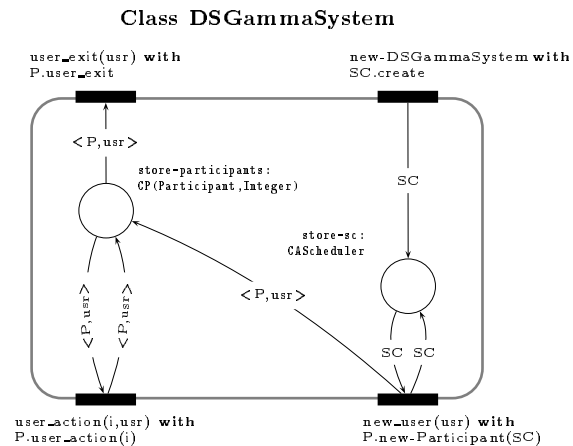 Class DSGammaSystem
user_exit(usr) with
P.user_exit
new-DSGammaSystem with
SC.create
<P,usr>
store-participants:
CP(Participant,Integer)
SC
store-sc:
CAScheduler
<P,usr>
<P,usr>
<P,usr>
SC
SC
user_action(i,usr) with
P.user_action(i)
new_user(usr) with
P.new-Participant(SC)